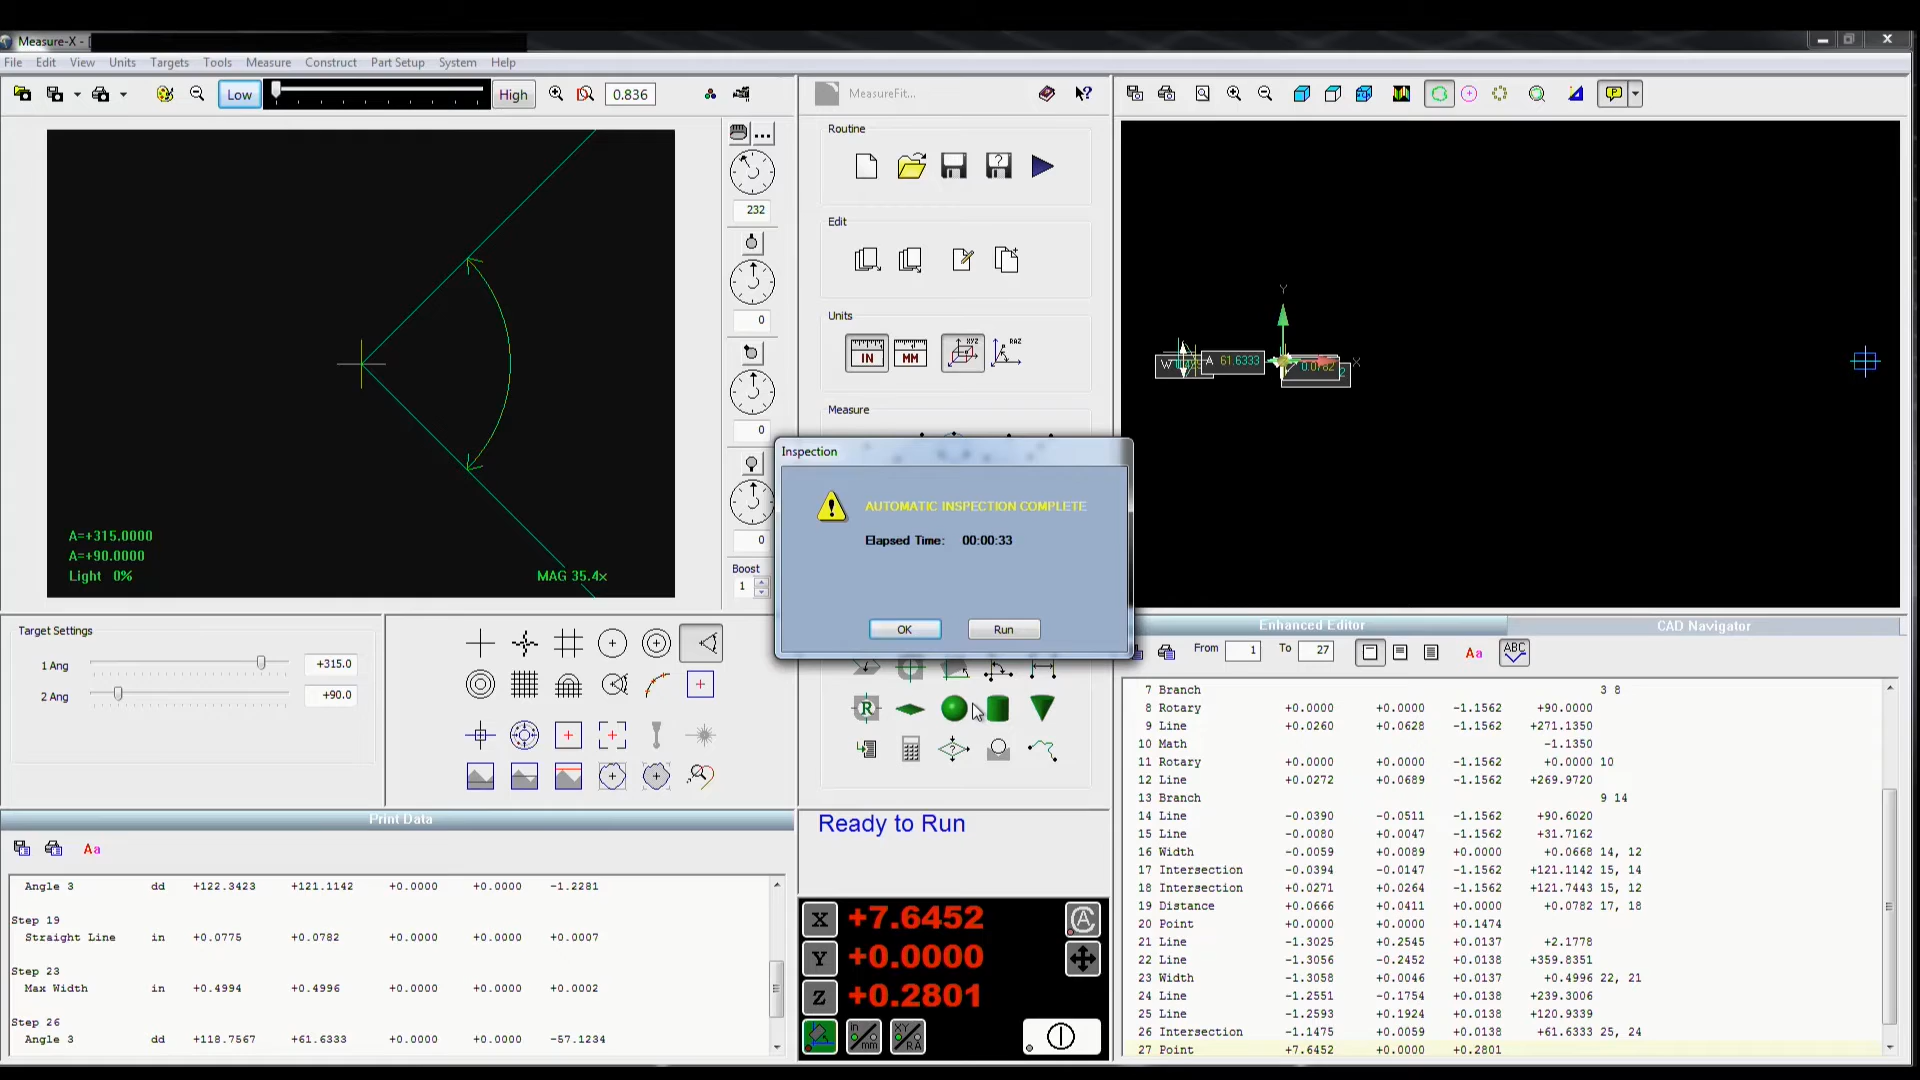 Measure-X - [
File Edit View Units Targets Tools Measure Construct Part Setup System Help
Low High 0.836
MeasureFit...
Routine
232
Edit
0
Units
IN MM XYZ RAZ
0
Measure
0
Boost
1
A=+315.0000
A=+90.0000
Light 0%
MAG 35.4x
Y
W A 61.6333 0.0782 2 X
P
Inspection
AUTOMATIC INSPECTION COMPLETE
Elapsed Time: 00:00:33
OK Run
Target Settings
1 Ang +315.0
2 Ang +90.0
R
Enhanced Editor CAD Navigator
From 1 To 27 Aa ABC
7 Branch 3 8
8 Rotary +0.0000 +0.0000 -1.1562 +90.0000
9 Line +0.0260 +0.0628 -1.1562 +271.1350
10 Math -1.1350
11 Rotary +0.0000 +0.0000 -1.1562 +0.0000 10
12 Line +0.0272 +0.0689 -1.1562 +269.9720
13 Branch 9 14
14 Line -0.0390 -0.0511 -1.1562 +90.6020
15 Line -0.0080 +0.0047 -1.1562 +31.7162
16 Width -0.0059 +0.0089 +0.0000 +0.0668 14, 12
17 Intersection -0.0394 -0.0147 -1.1562 +121.1142 15, 14
18 Intersection +0.0271 +0.0264 -1.1562 +121.7443 15, 12
19 Distance +0.0666 +0.0411 +0.0000 +0.0782 17, 18
20 Point +0.0000 +0.0000 +0.1474
21 Line -1.3025 +0.2545 +0.0137 +2.1778
22 Line -1.3056 -0.2452 +0.0138 +359.8351
23 Width -1.3058 +0.0046 +0.0137 +0.4996 22, 21
24 Line -1.2551 -0.1754 +0.0138 +239.3006
25 Line -1.2593 +0.1924 +0.0138 +120.9339
26 Intersection -1.1475 +0.0059 +0.0138 +61.6333 25, 24
27 Point +7.6452 +0.0000 +0.2801
Print Data
Aa
Angle 3 dd +122.3423 +121.1142 +0.0000 +0.0000 -1.2281
Step 19
Straight Line in +0.0775 +0.0782 +0.0000 +0.0000 +0.0007
Step 23
Max Width in +0.4994 +0.4996 +0.0000 +0.0000 +0.0002
Step 26
Angle 3 dd +118.7567 +61.6333 +0.0000 +0.0000 -57.1234
Ready to Run
X +7.6452
Y +0.0000
Z +0.2801
in mm XY RA